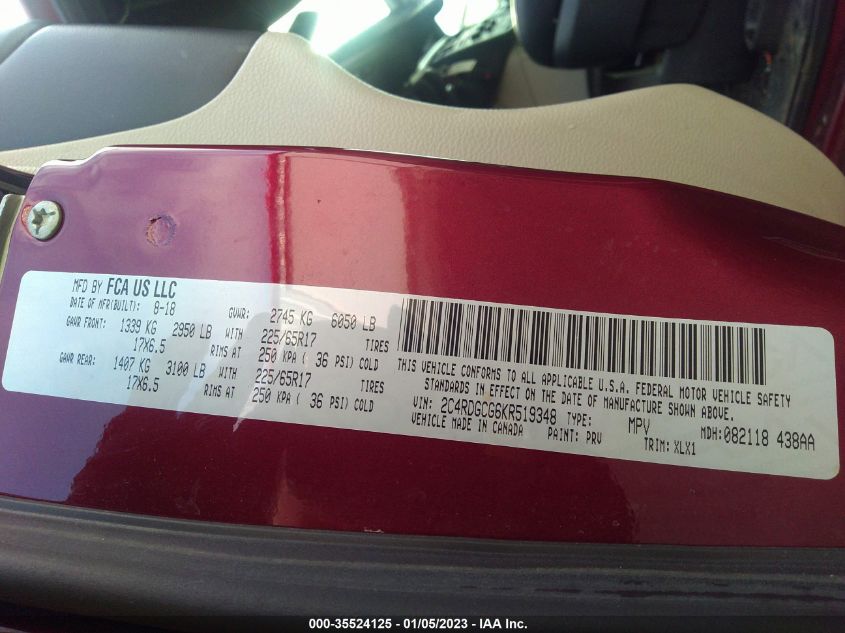 MFD BY FCA US LLC
DATE OF MFR(BUILT): 8-18 GVWR: 2745 KG 6050 LB
GAWR FRONT: 1339 KG 2950 LB WITH 225/65R17 TIRES
17X6.5 RIMS AT 250 KPA ( 36 PSI) COLD
GAWR REAR: 1407 KG 3100 LB WITH 225/65R17 TIRES
17X6.5 RIMS AT 250 KPA ( 36 PSI) COLD
THIS VEHICLE CONFORMS TO ALL APPLICABLE U.S.A. FEDERAL MOTOR VEHICLE SAFETY
STANDARDS IN EFFECT ON THE DATE OF MANUFACTURE SHOWN ABOVE.
VIN: 2C4RDGCG6KR519348 TYPE: MPV MDH:082118 438AA
VEHICLE MADE IN CANADA PAINT: PRV TRIM: XLX1
000-35524125 - 01/05/2023 - IAA Inc.